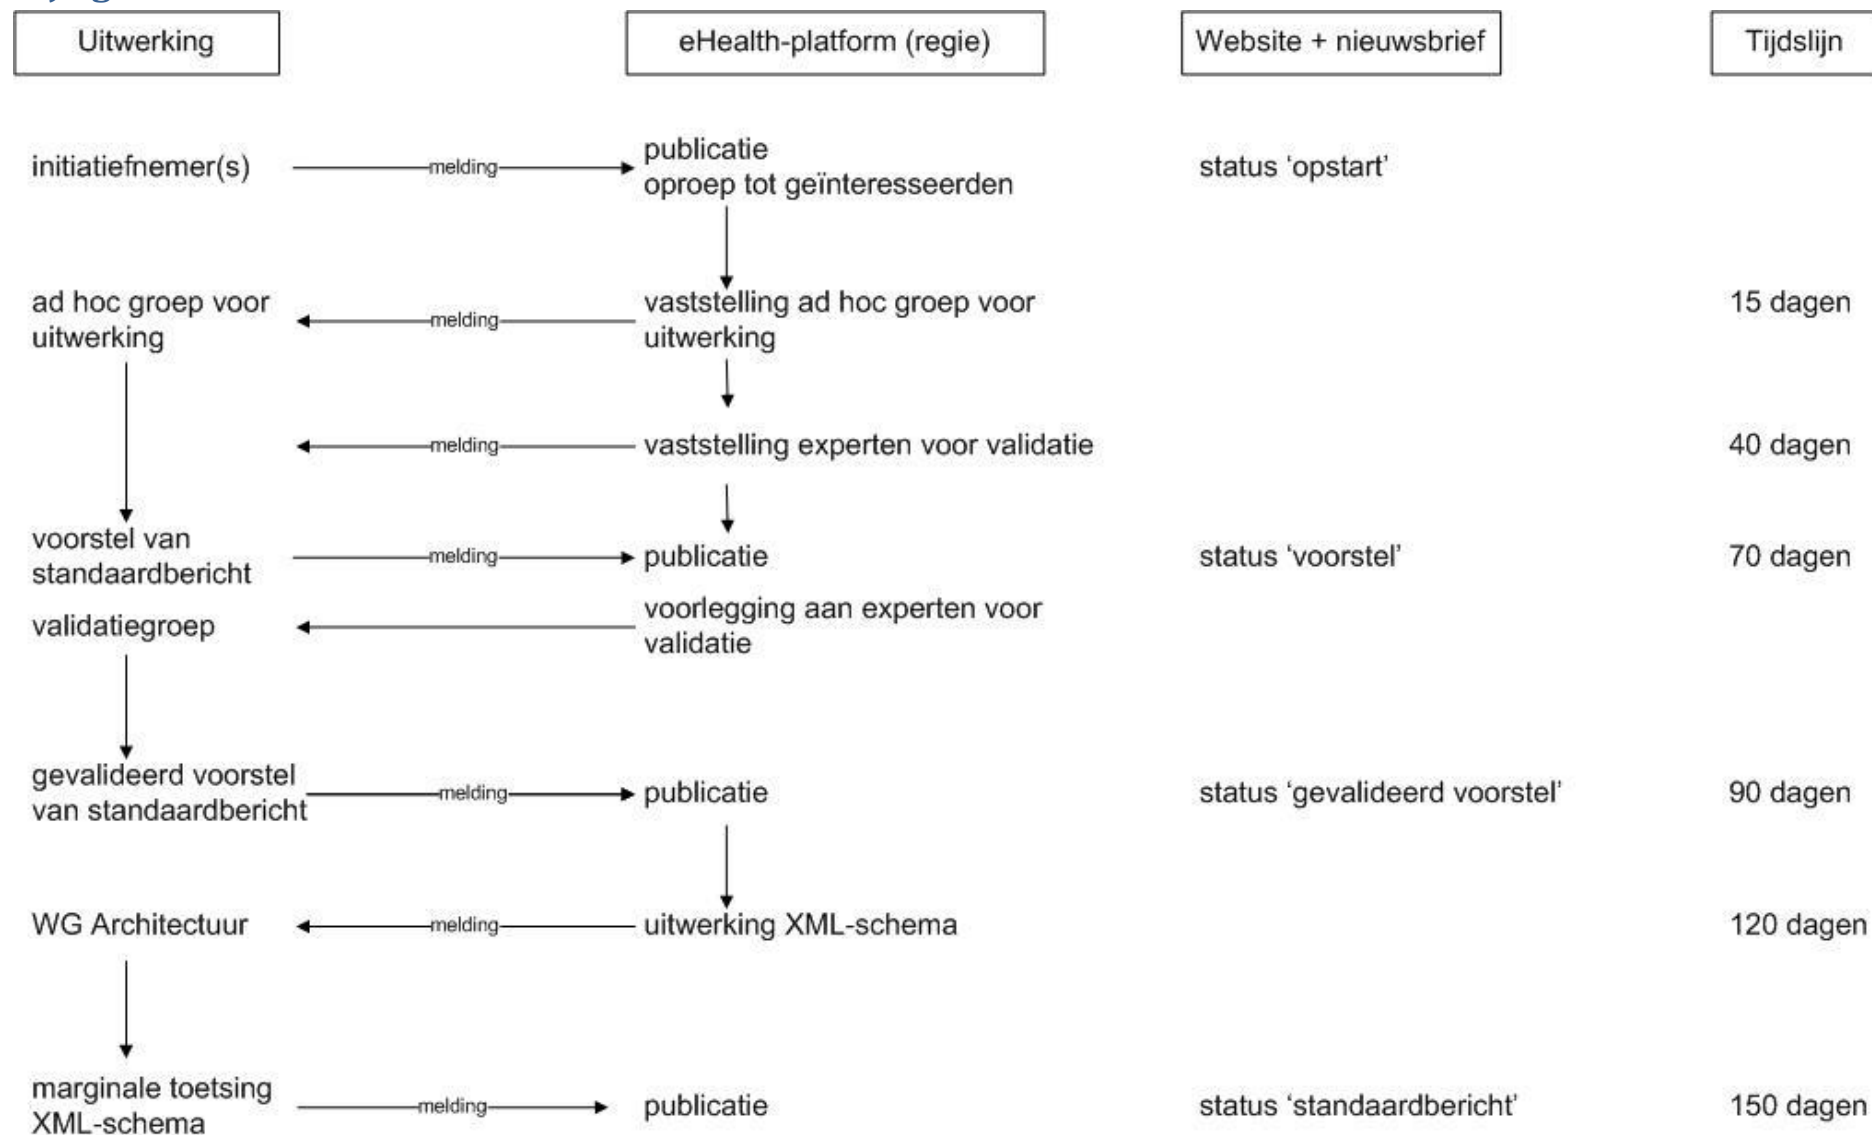 Uitwerking
eHealth-platform (regie)
Website + nieuwsbrief
Tijdslijn
initiatiefnemer(s)
melding
publicatie
oproep tot geïnteresseerden
status ‘opstart’
ad hoc groep voor
uitwerking
melding
vaststelling ad hoc groep voor
uitwerking
15 dagen
melding
vaststelling experten voor validatie
40 dagen
voorstel van
standaardbericht
melding
publicatie
status ‘voorstel’
70 dagen
validatiegroep
voorlegging aan experten voor
validatie
gevalideerd voorstel
van standaardbericht
melding
publicatie
status ‘gevalideerd voorstel’
90 dagen
WG Architectuur
melding
uitwerking XML-schema
120 dagen
marginale toetsing
XML-schema
melding
publicatie
status ‘standaardbericht’
150 dagen